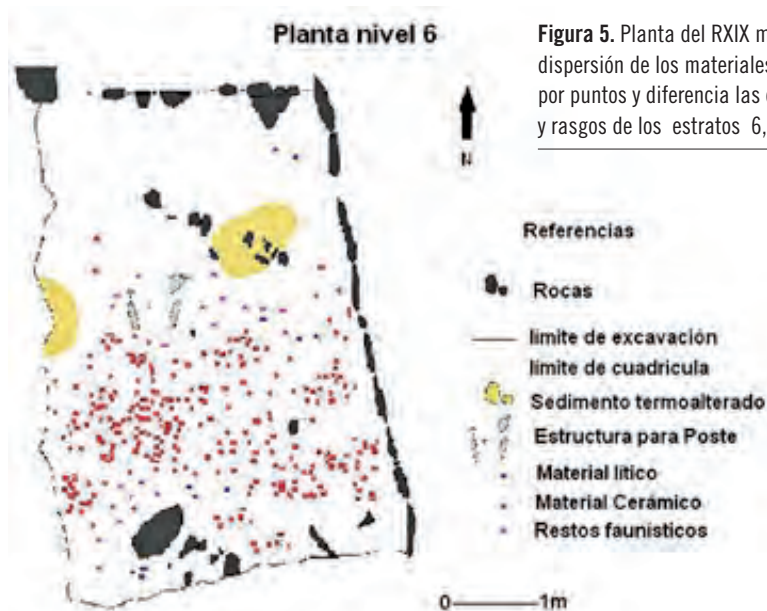 Planta nivel 6
Figura 5. Planta del RXIX m
dispersión de los materiales
por puntos y diferencia las
y rasgos de los estratos 6,
N
Referencias
Rocas
limite de excavación
limite de cuadricula
Sedimento termoalterado
Estructura para Poste
Material lítico
Material Cerámico
Restos faunísticos
0 1m